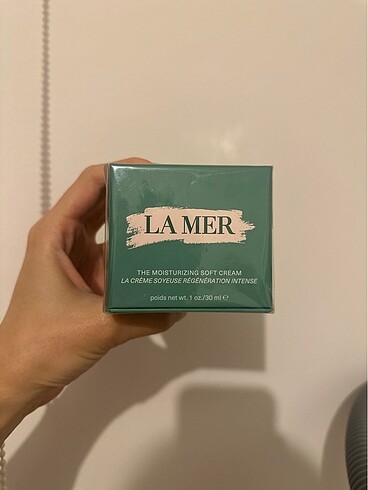 LA MER
THE MOISTURIZING SOFT CREAM
LA CRÈME SOYEUSE RÉGÉNÉRATION INTENSE
poids net wt. 1 oz./30 ml ℮